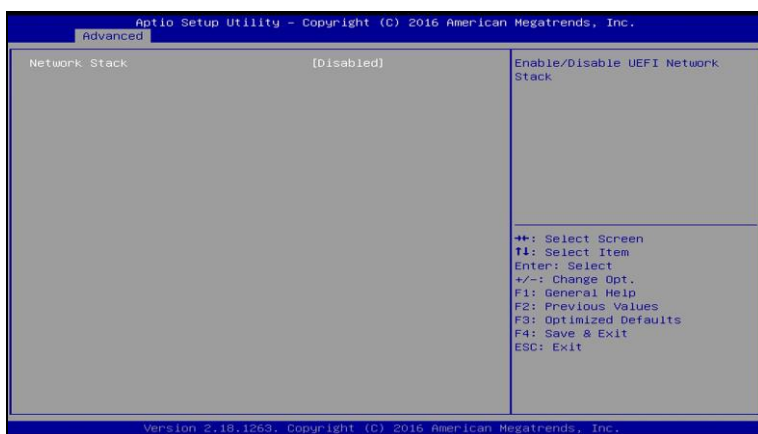 Aptio Setup Utility – Copyright (C) 2016 American Megatrends, Inc.
Advanced
Network Stack [Disabled]
Enable/Disable UEFI Network
Stack
→←: Select Screen
↑↓: Select Item
Enter: Select
+/-: Change Opt.
F1: General Help
F2: Previous Values
F3: Optimized Defaults
F4: Save & Exit
ESC: Exit
Version 2.18.1263. Copyright (C) 2016 American Megatrends, Inc.